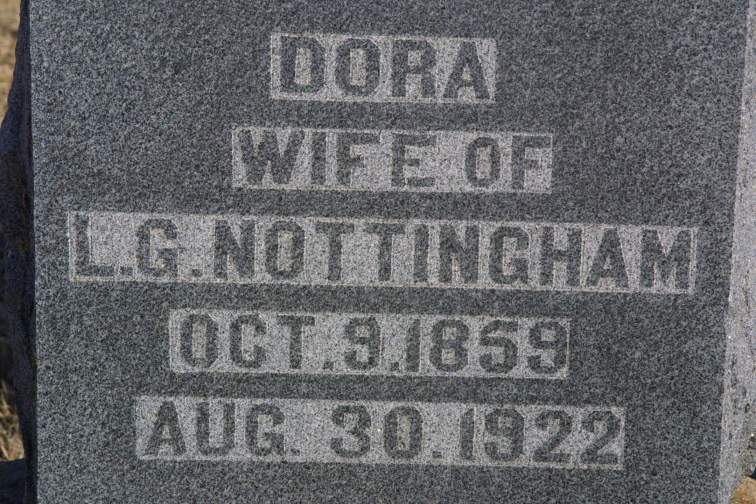 DORA
WIFE OF
L.G.NOTTINGHAM
OCT.9.1859
AUG. 30.1922